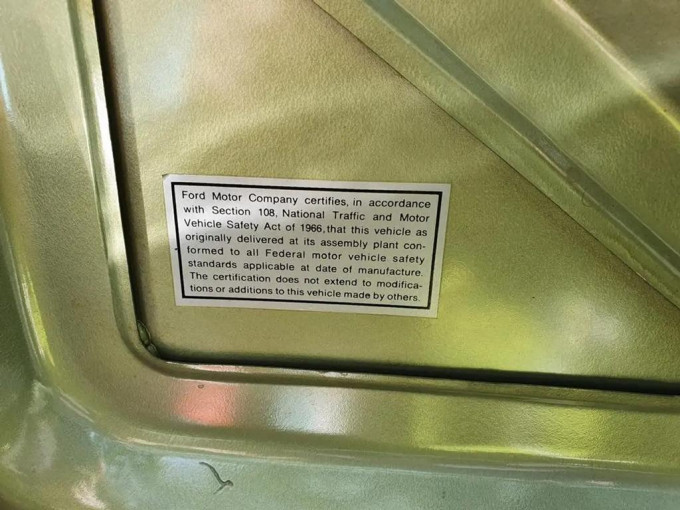 Ford Motor Company certifies, in accordance
with Section 108, National Traffic and Motor
Vehicle Safety Act of 1966, that this vehicle as
originally delivered at its assembly plant con-
formed to all Federal motor vehicle safety
standards applicable at date of manufacture.
The certification does not extend to modifica-
tions or additions to this vehicle made by others.